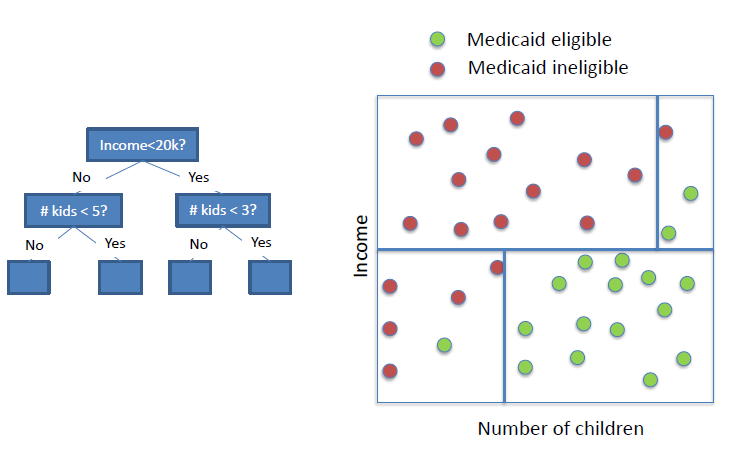 Medicaid eligible
Medicaid ineligible
Income<20k?
No
Yes
# kids < 5?
# kids < 3?
No
Yes
No
Yes
Income
Number of children